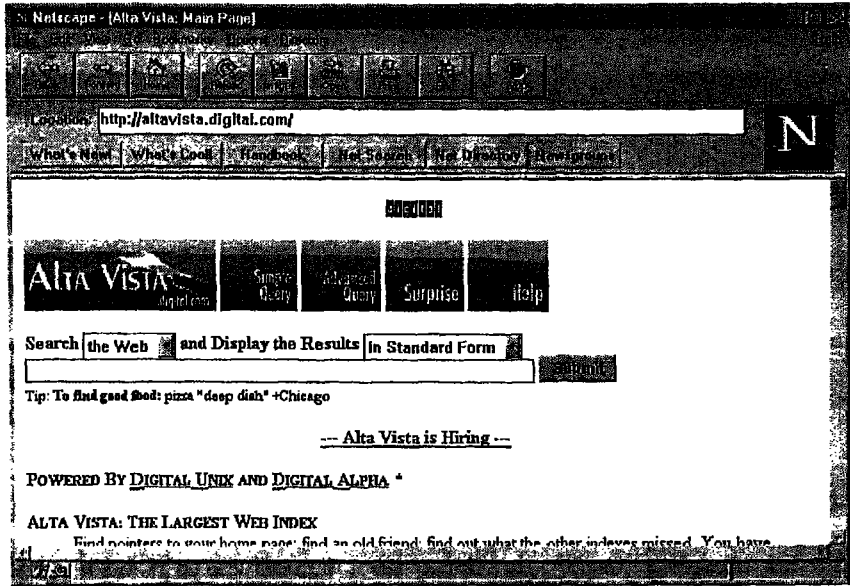 Netscape - [Alta Vista: Main Page]
Location: http://altavista.digital.com/
N
What's New! What's Cool! Handbook Net Search Net Directory Newsgroups
digital
ALTA VISTA digital.com Simple Query Advanced Query Surprise Help
Search the Web and Display the Results in Standard Form
Submit
Tip: To find good food: pizza "deep dish" +Chicago
--- Alta Vista is Hiring ---
POWERED BY DIGITAL UNIX AND DIGITAL ALPHA
ALTA VISTA: THE LARGEST WEB INDEX
Find pointers to your home page; find an old friend; find out what the other indexes missed. You have